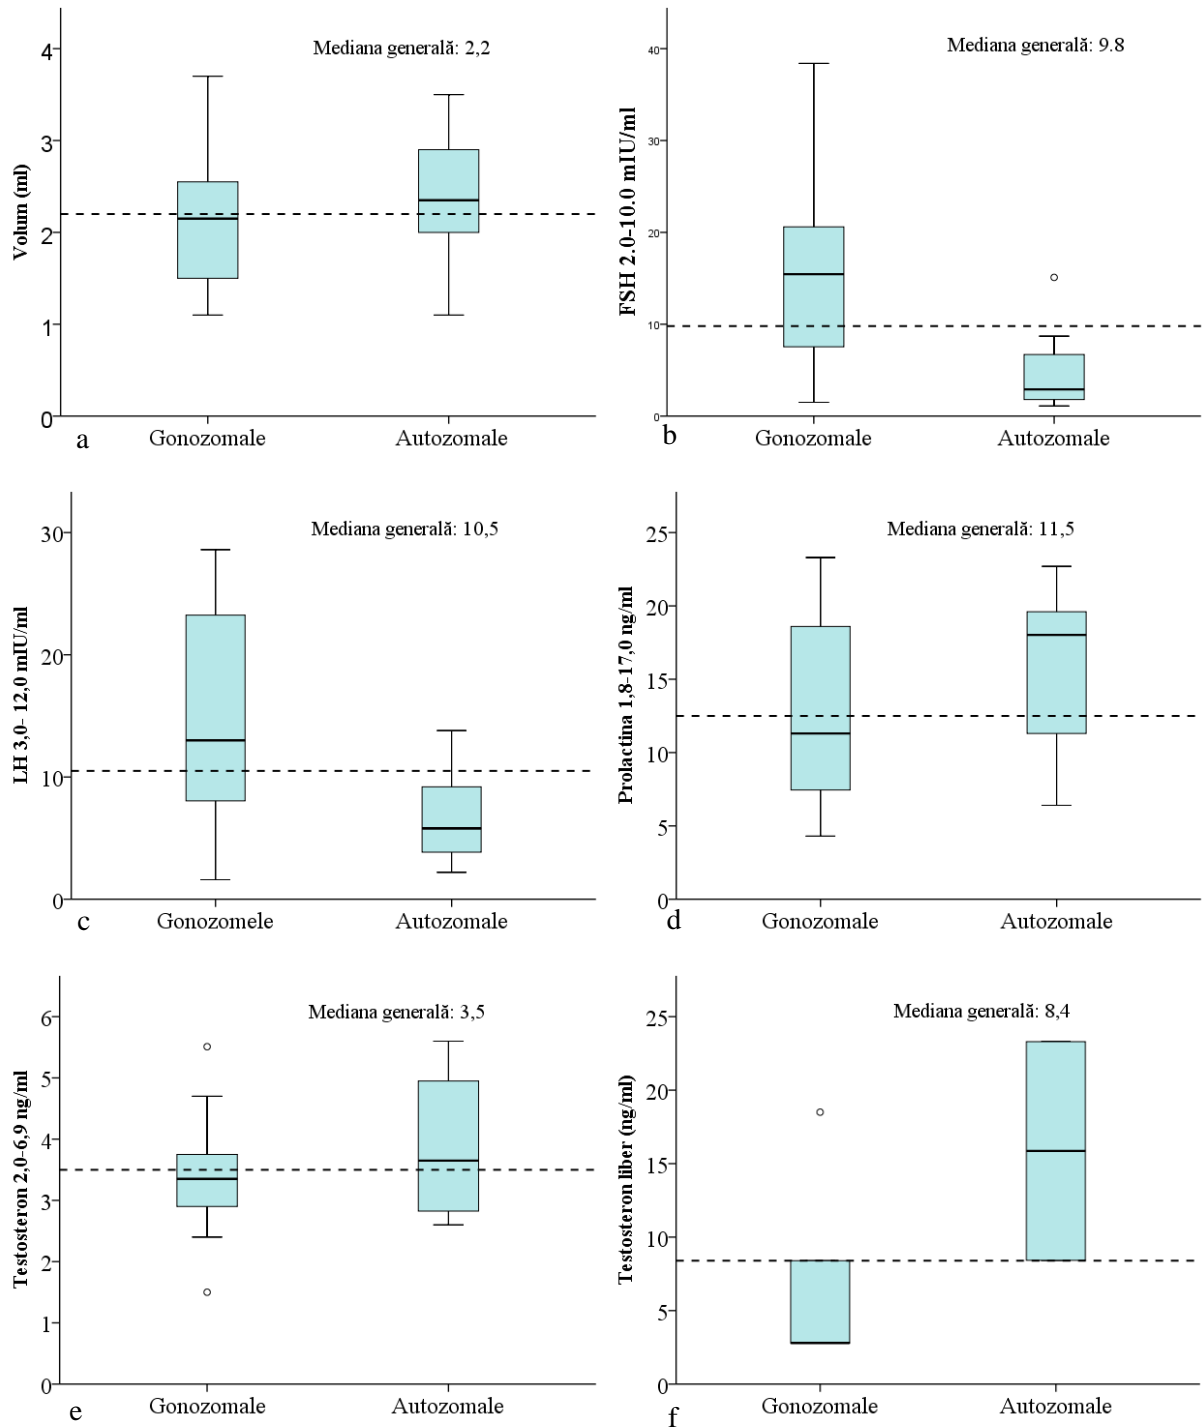 Mediana generală: 2,2
Volum (ml)
4
3
2
1
0
Gonozomale
Autozomale
a
Mediana generală: 9.8
FSH 2.0-10.0 mIU/ml
40
30
20
10
0
Gonozomale
Autozomale
b
Mediana generală: 10,5
LH 3,0- 12,0 mIU/ml
30
20
10
0
Gonozomele
Autozomale
c
Mediana generală: 11,5
Prolactina 1,8-17,0 ng/ml
25
20
15
10
5
0
Gonozomale
Autozomale
d
Mediana generală: 3,5
Testosteron 2,0-6,9 ng/ml
6
5
4
3
2
1
0
Gonozomale
Autozomale
e
Mediana generală: 8,4
Testosteron liber (ng/ml)
25
20
15
10
5
0
Gonozomale
Autozomale
f